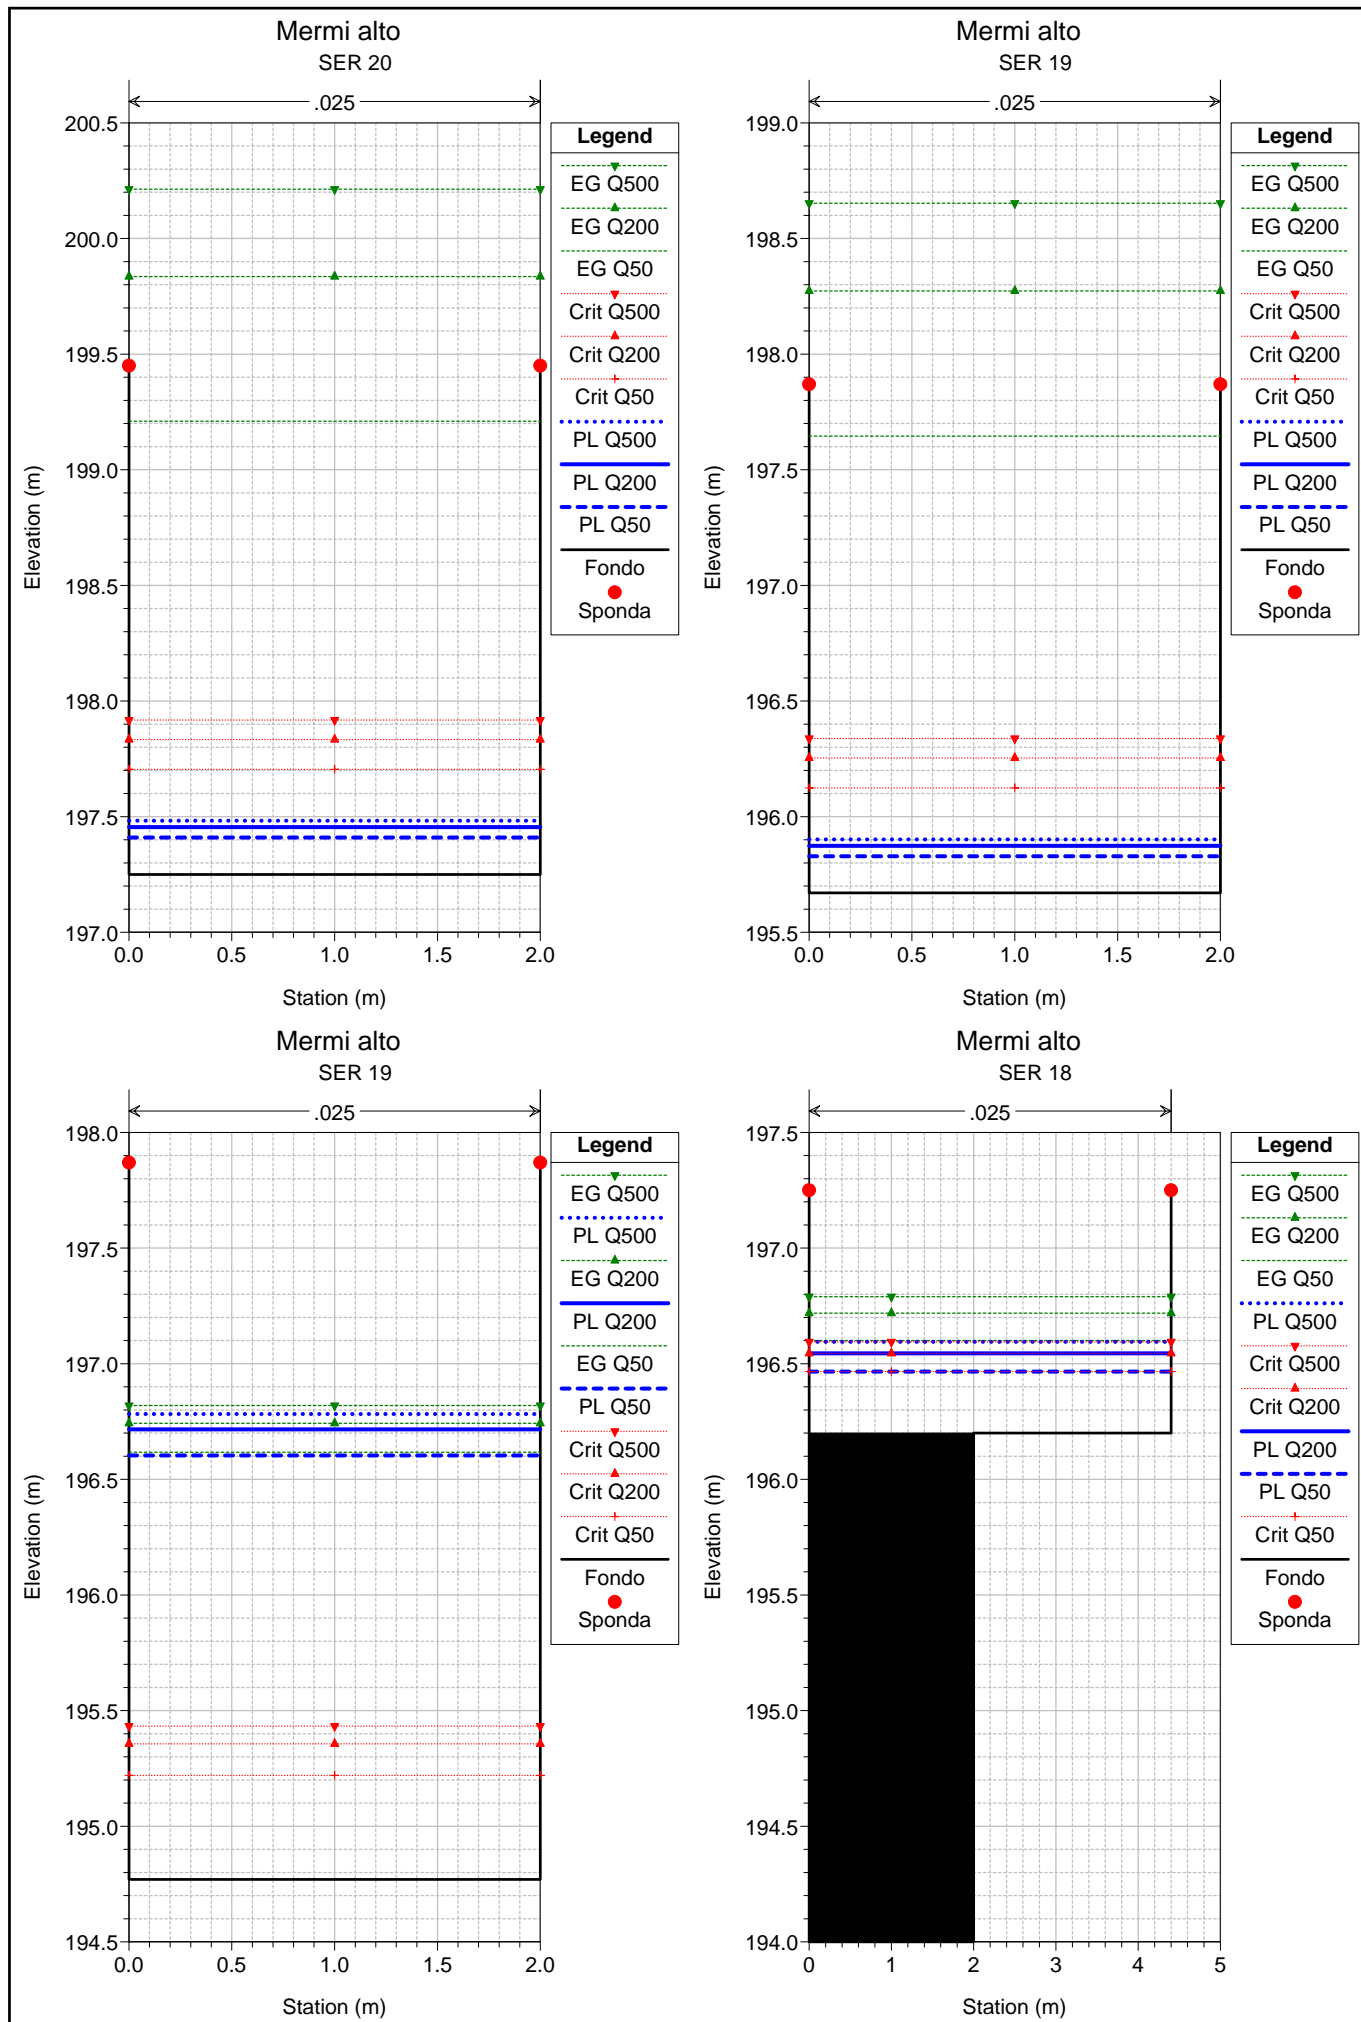 Mermi alto
SER 20
.025
200.5
200.0
199.5
199.0
198.5
198.0
197.5
197.0
Elevation (m)
0.0 0.5 1.0 1.5 2.0
Station (m)
Legend
EG Q500
EG Q200
EG Q50
Crit Q500
Crit Q200
Crit Q50
PL Q500
PL Q200
PL Q50
Fondo
Sponda
Mermi alto
SER 19
.025
199.0
198.5
198.0
197.5
197.0
196.5
196.0
195.5
Elevation (m)
0.0 0.5 1.0 1.5 2.0
Station (m)
Legend
EG Q500
EG Q200
EG Q50
Crit Q500
Crit Q200
Crit Q50
PL Q500
PL Q200
PL Q50
Fondo
Sponda
Mermi alto
SER 19
.025
198.0
197.5
197.0
196.5
196.0
195.5
195.0
194.5
Elevation (m)
0.0 0.5 1.0 1.5 2.0
Station (m)
Legend
EG Q500
PL Q500
EG Q200
PL Q200
EG Q50
PL Q50
Crit Q500
Crit Q200
Crit Q50
Fondo
Sponda
Mermi alto
SER 18
.025
197.5
197.0
196.5
196.0
195.5
195.0
194.5
194.0
Elevation (m)
0 1 2 3 4 5
Station (m)
Legend
EG Q500
EG Q200
EG Q50
PL Q500
Crit Q500
Crit Q200
PL Q200
PL Q50
Crit Q50
Fondo
Sponda